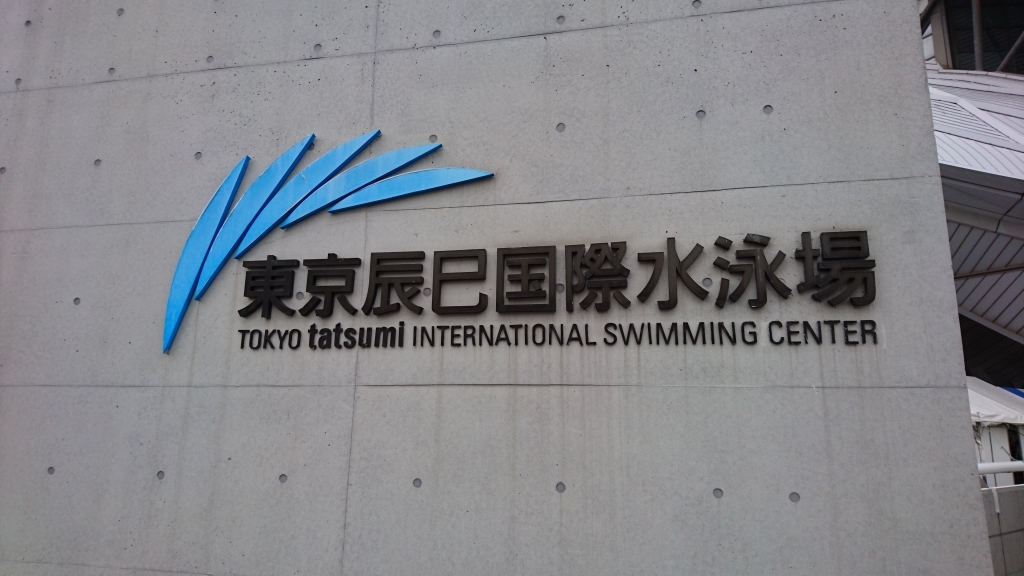 東京辰巳国際水泳場
TOKYO tatsumi INTERNATIONAL SWIMMING CENTER